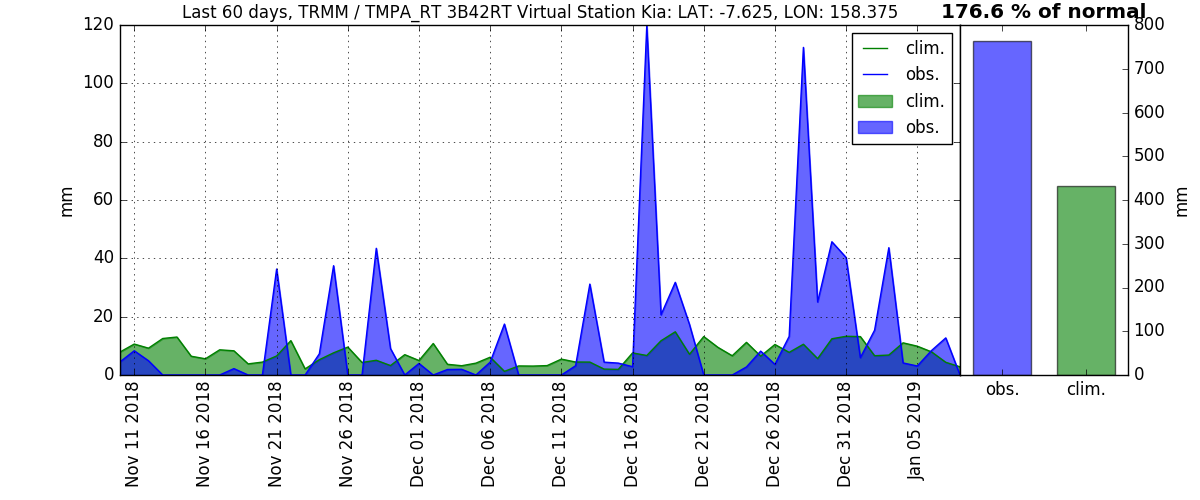 Last 60 days, TRMM / TMPA_RT 3B42RT Virtual Station Kia: LAT: -7.625, LON: 158.375
176.6 % of normal
120
100
80
60
40
20
0
mm
clim.
obs.
clim.
obs.
800
700
600
500
400
300
200
100
0
mm
obs.
clim.
Nov 11 2018
Nov 16 2018
Nov 21 2018
Nov 26 2018
Dec 01 2018
Dec 06 2018
Dec 11 2018
Dec 16 2018
Dec 21 2018
Dec 26 2018
Dec 31 2018
Jan 05 2019